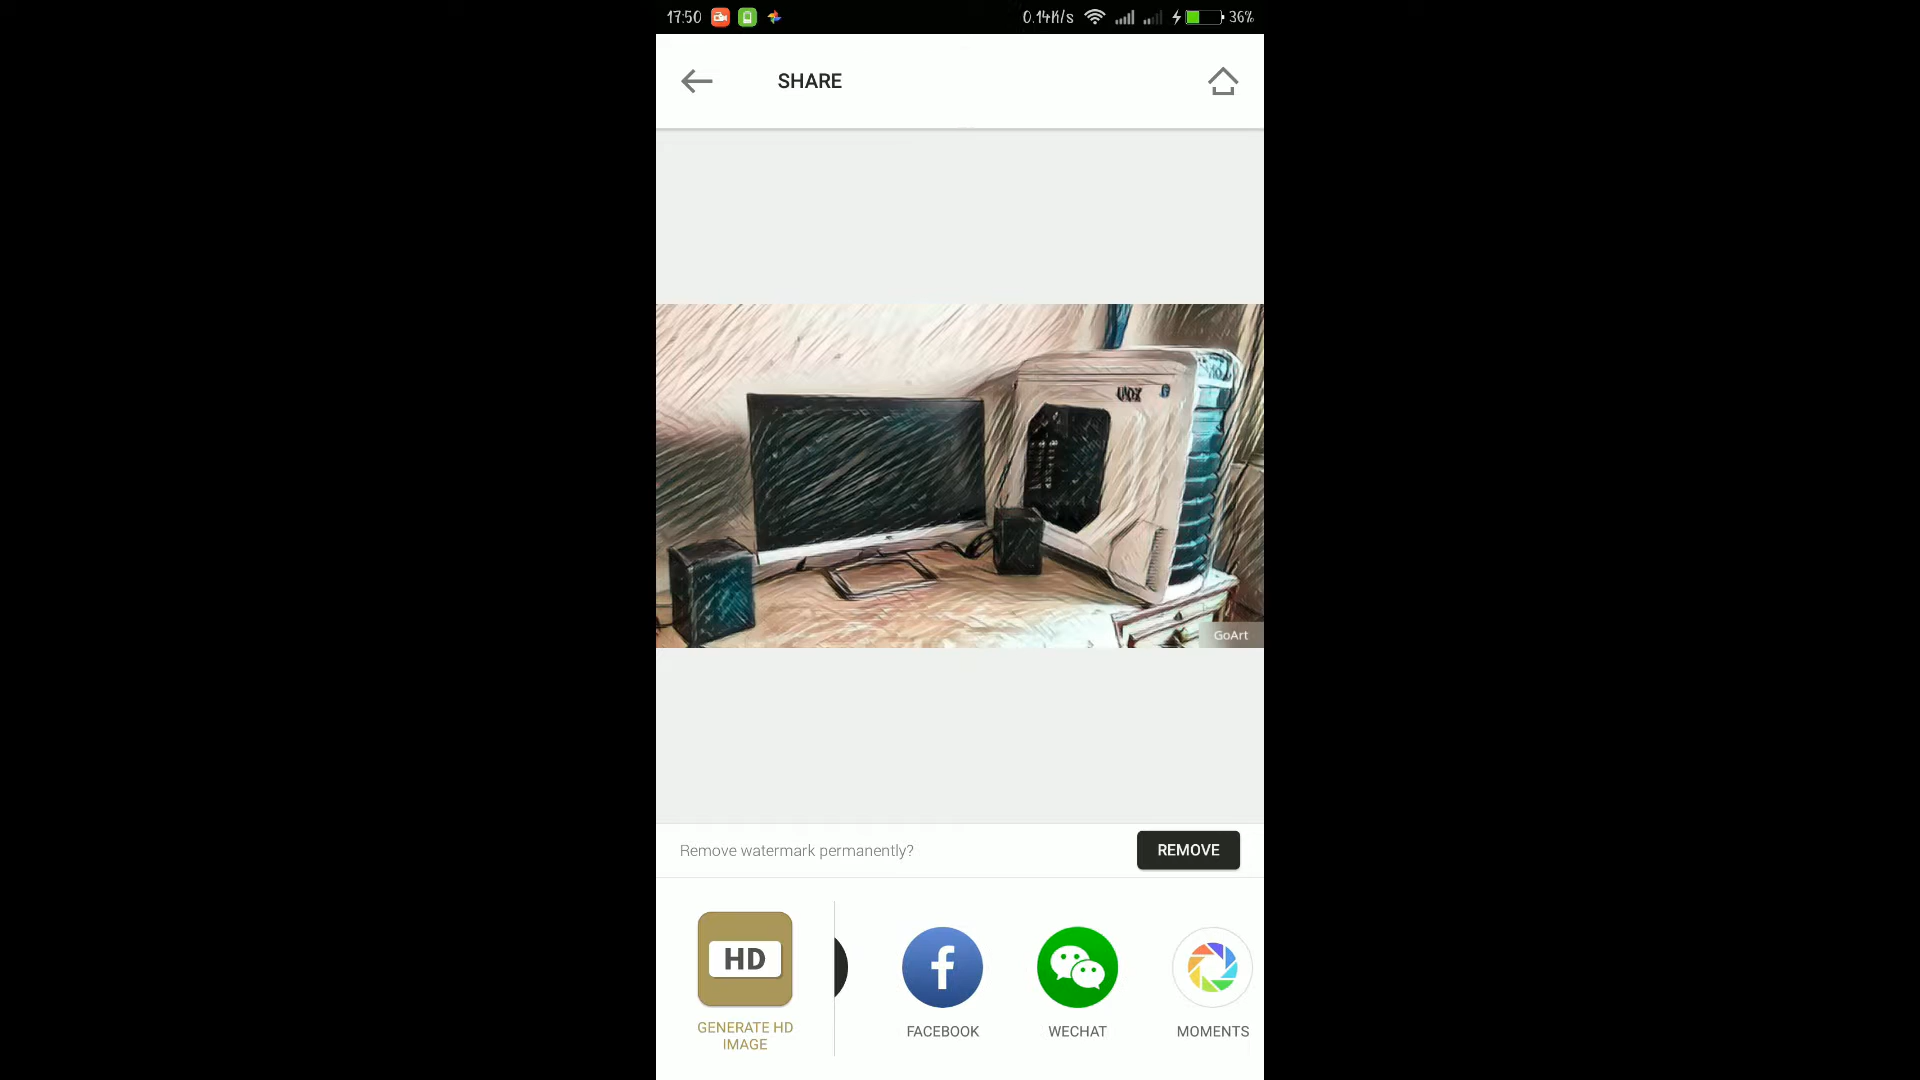 17:50 0.14K/s 36%
SHARE
GoArt
Remove watermark permanently?
REMOVE
HD
GENERATE HD
IMAGE
FACEBOOK
WECHAT
MOMENTS